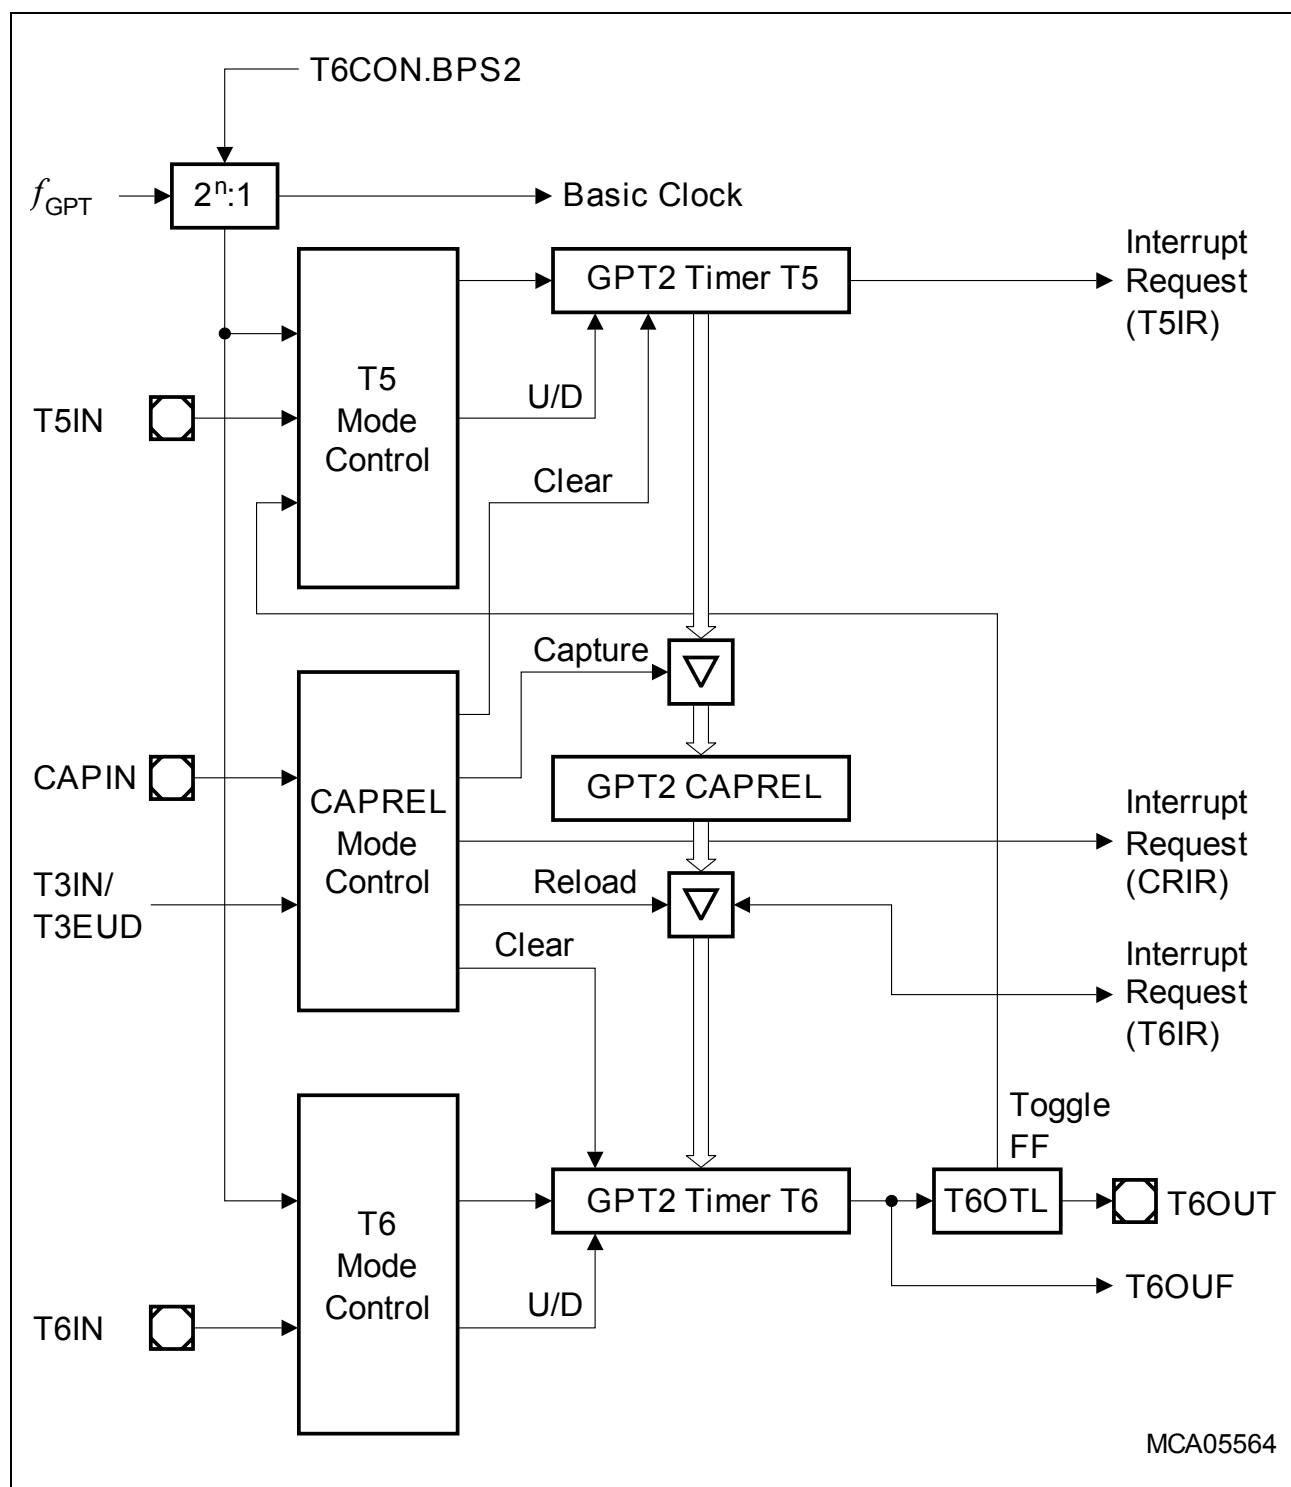 T6CON.BPS2
fGPT
2n:1
Basic Clock
Interrupt
Request
(T5IR)
GPT2 Timer T5
T5
Mode
Control
U/D
T5IN
Clear
Capture
CAPIN
GPT2 CAPREL
CAPREL
Mode
Control
Interrupt
Request
(CRIR)
T3IN/
T3EUD
Reload
Clear
Interrupt
Request
(T6IR)
Toggle
FF
GPT2 Timer T6
T6OTL
T6OUT
T6
Mode
Control
U/D
T6OUF
T6IN
MCA05564